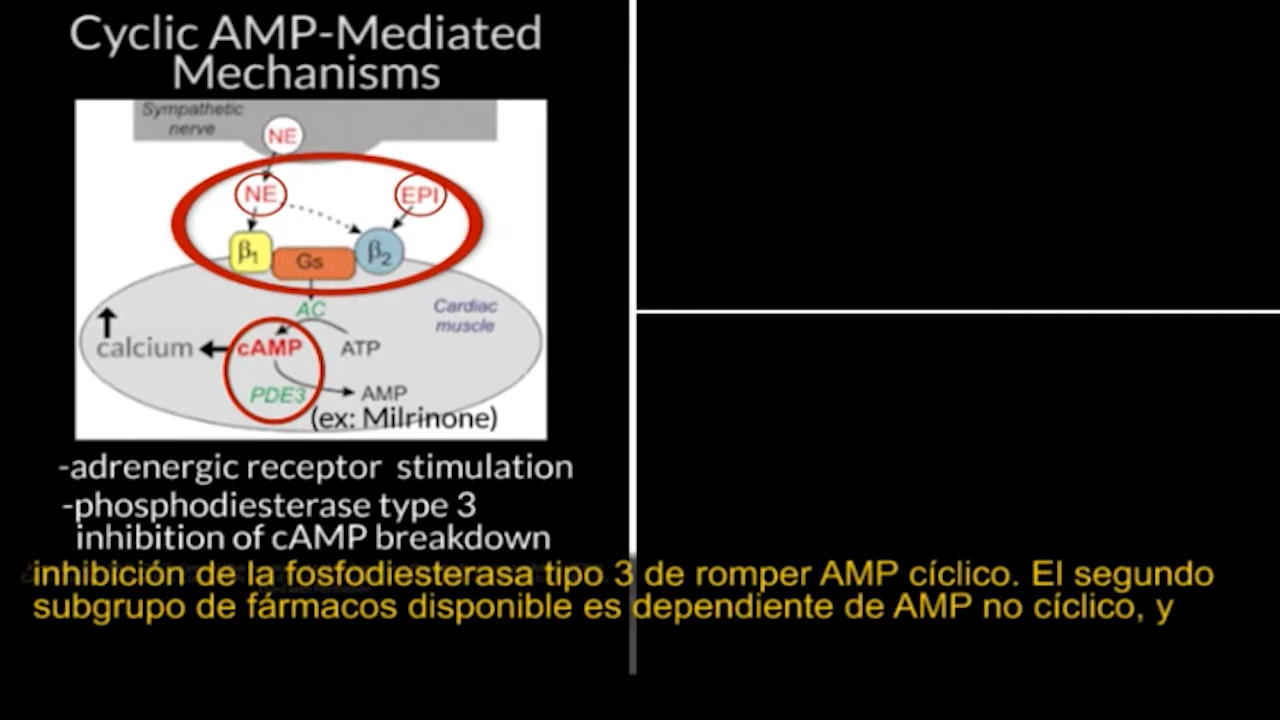 Cyclic AMP-Mediated
Mechanisms
Sympathetic
nerve
NE
NE
EPI
β1
Gs
β2
AC
Cardiac
muscle
calcium
cAMP
ATP
PDE3
AMP
(ex: Milrinone)
-adrenergic receptor stimulation
-phosphodiesterase type 3
inhibition of cAMP breakdown
inhibición de la fosfodiesterasa tipo 3 de romper AMP cíclico. El segundo
subgrupo de fármacos disponible es dependiente de AMP no cíclico, y